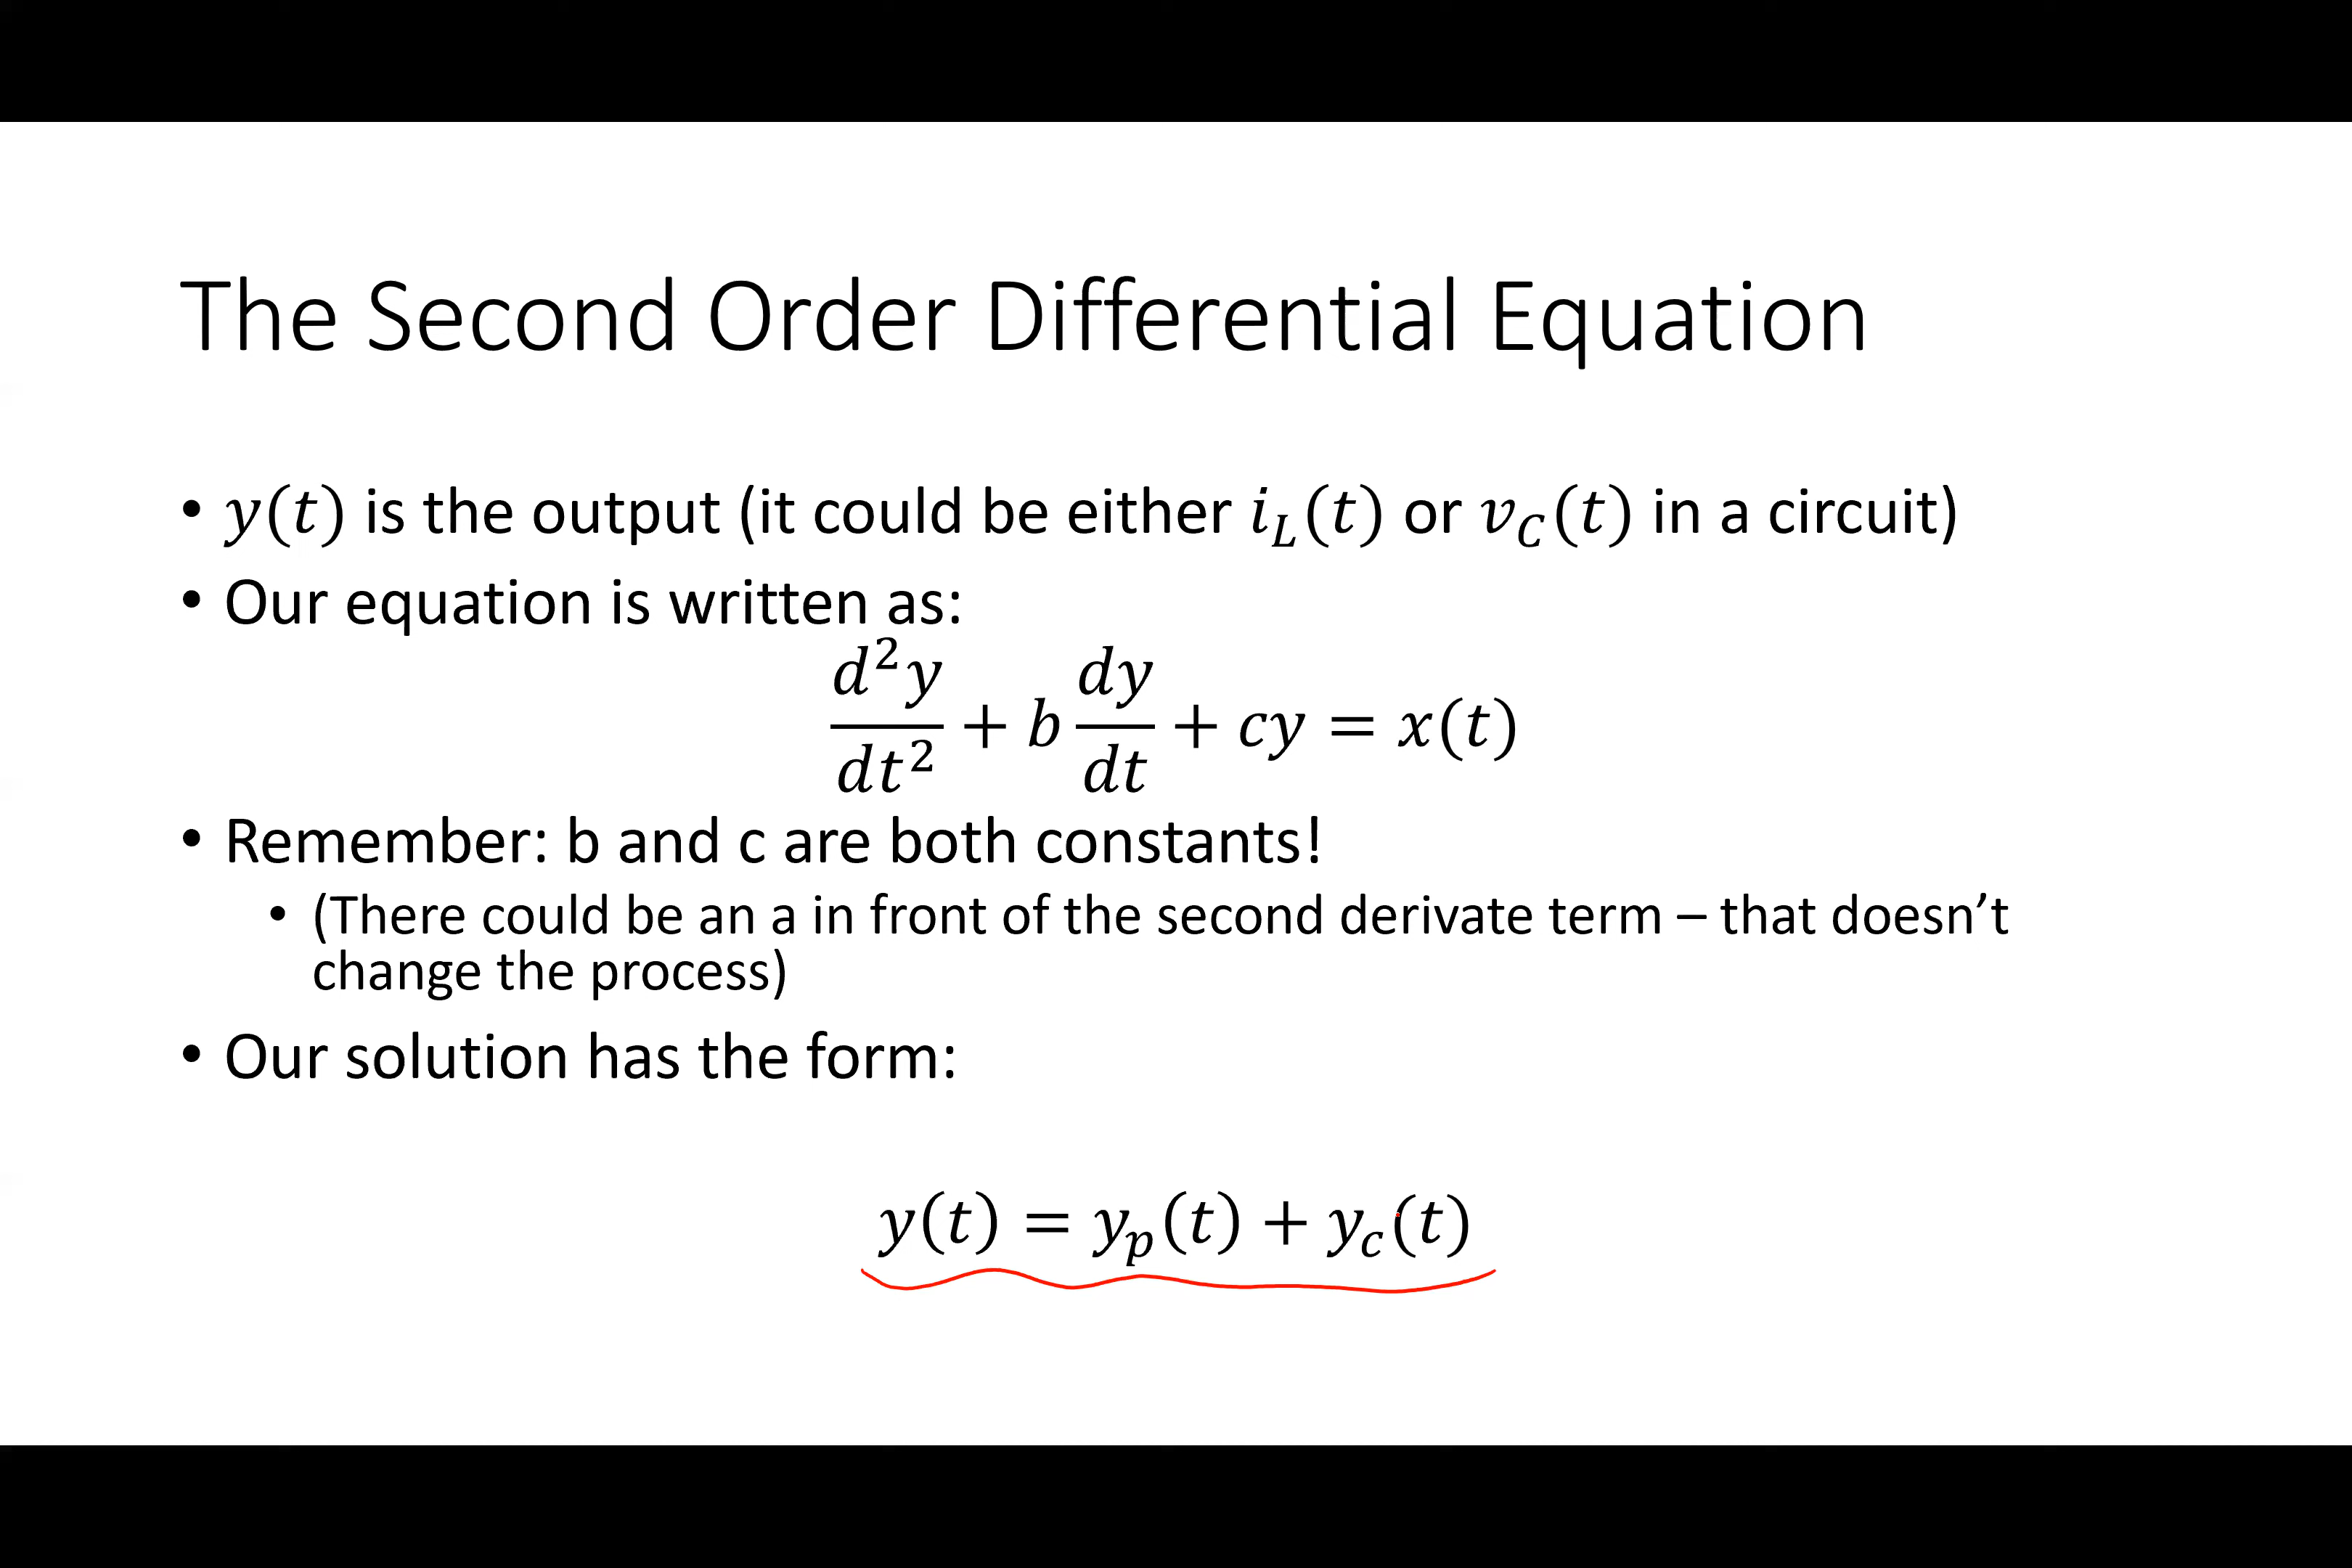 The Second Order Differential Equation
• y(t) is the output (it could be either i_L(t) or v_C(t) in a circuit)
• Our equation is written as:
d²y/dt² + b dy/dt + cy = x(t)
• Remember: b and c are both constants!
• (There could be an a in front of the second derivate term – that doesn’t
change the process)
• Our solution has the form:
y(t) = y_p(t) + y_c(t)